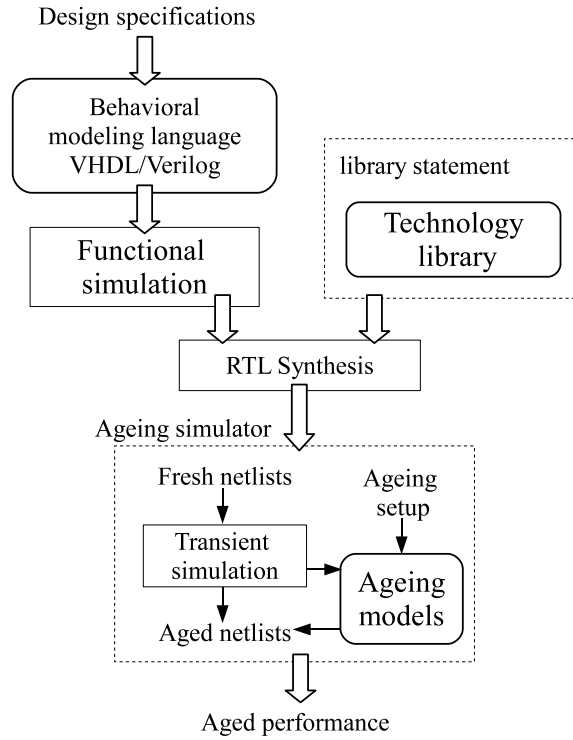 Design specifications
Behavioral
modeling language
VHDL/Verilog
library statement
Technology
library
Functional
simulation
RTL Synthesis
Ageing simulator
Fresh netlists
Ageing
setup
Transient
simulation
Ageing
models
Aged netlists
Aged performance